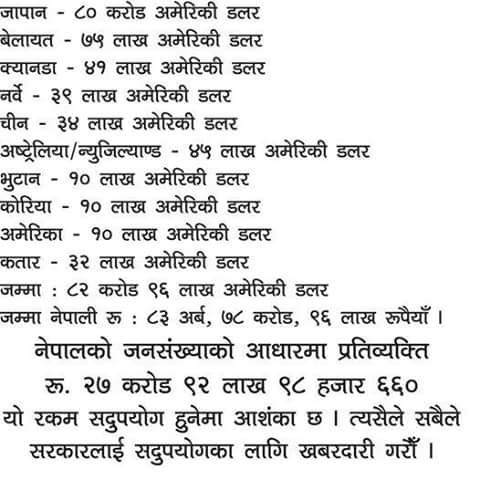 जापान - ८० करोड अमेरिकी डलर
बेलायत - ७५ लाख अमेरिकी डलर
क्यानडा - ४१ लाख अमेरिकी डलर
नर्वे - ३९ लाख अमेरिकी डलर
चीन - ३४ लाख अमेरिकी डलर
अष्ट्रेलिया/न्युजिल्याण्ड - ४५ लाख अमेरिकी डलर
भुटान - १० लाख अमेरिकी डलर
कोरिया - १० लाख अमेरिकी डलर
अमेरिका - १० लाख अमेरिकी डलर
कतार - ३२ लाख अमेरिकी डलर
जम्मा : ८२ करोड ९६ लाख अमेरिकी डलर
जम्मा नेपाली रू : ८३ अर्ब, ७८ करोड, ९६ लाख रूपैयाँ ।
नेपालको जनसंख्याको आधारमा प्रतिव्यक्ति
रू. २७ करोड ९२ लाख ९८ हजार ६६०
यो रकम सदुपयोग हुनेमा आशंका छ । त्यसैले सबैले
सरकारलाई सदुपयोगका लागि खबरदारी गरौँ ।